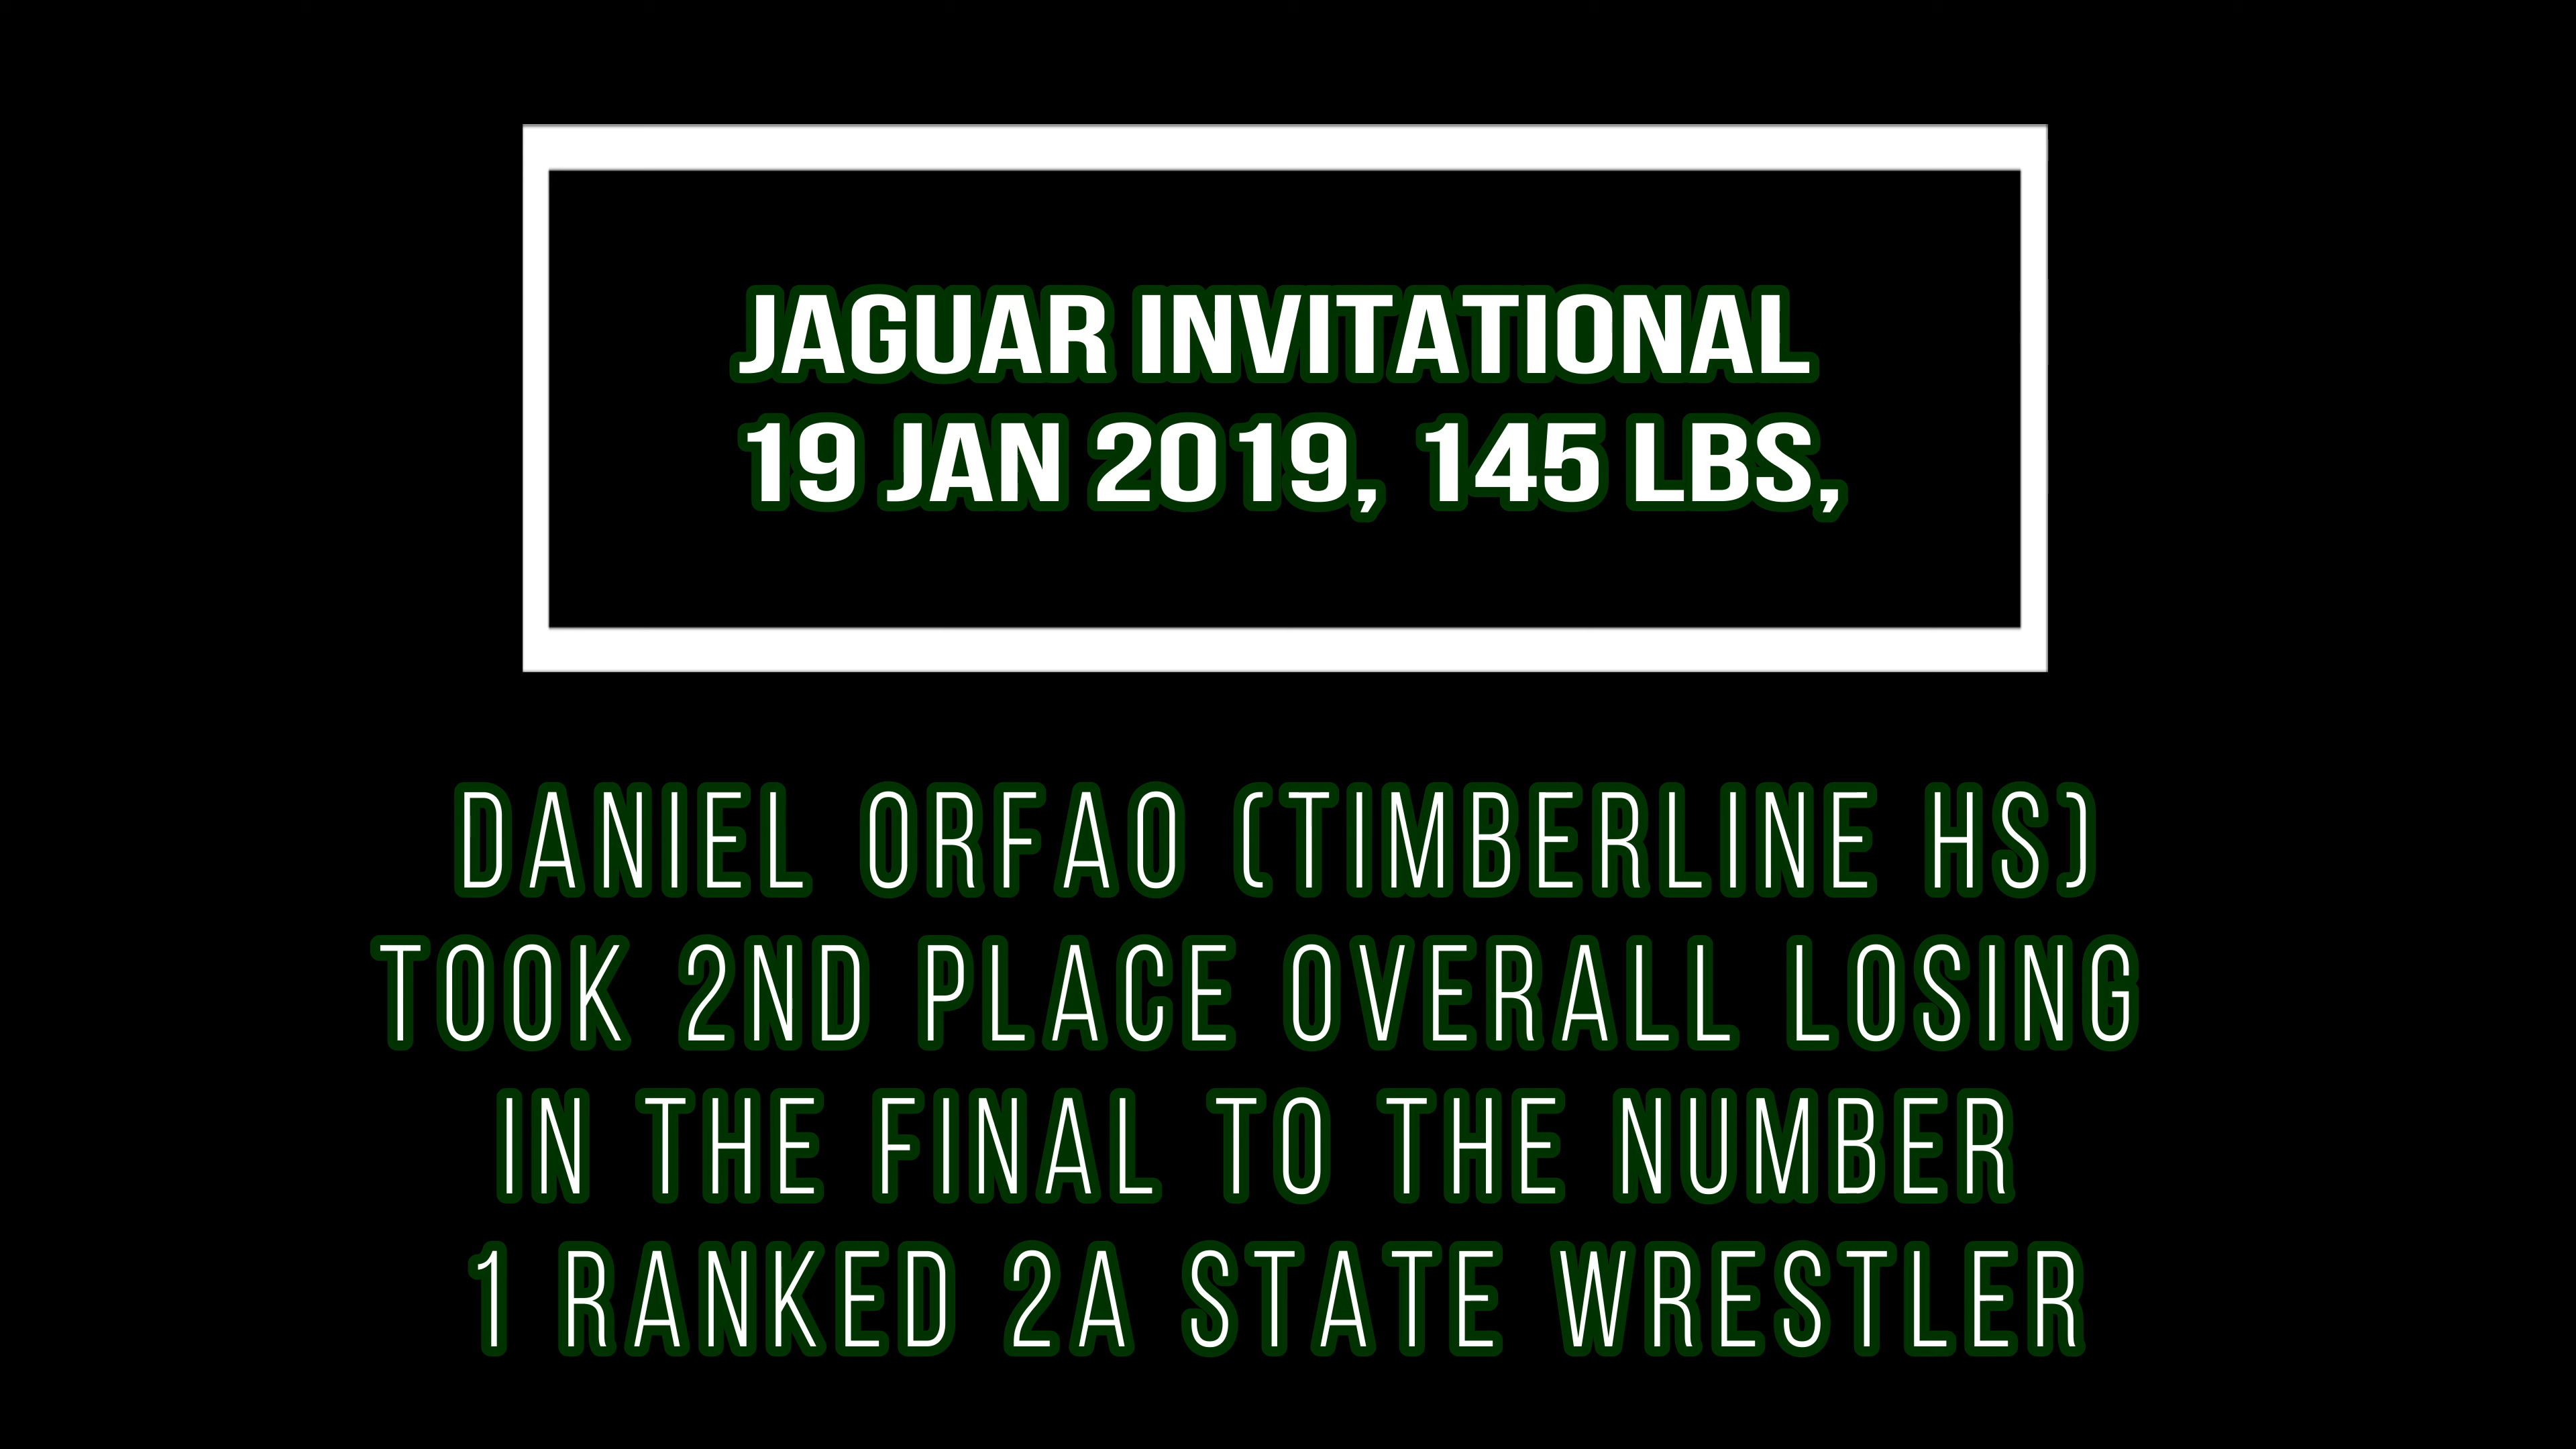 JAGUAR INVITATIONAL
19 JAN 2019, 145 LBS,
DANIEL ORFAO (TIMBERLINE HS)
TOOK 2ND PLACE OVERALL LOSING
IN THE FINAL TO THE NUMBER
1 RANKED 2A STATE WRESTLER